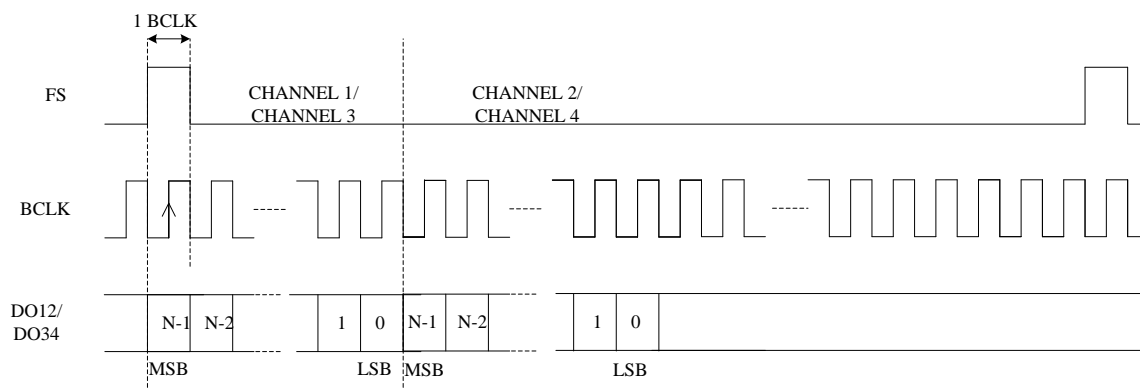 1 BCLK
FS
CHANNEL 1/
CHANNEL 3
CHANNEL 2/
CHANNEL 4
BCLK
DO12/
DO34
N-1
N-2
1
0
N-1
N-2
1
0
MSB
LSB
MSB
LSB